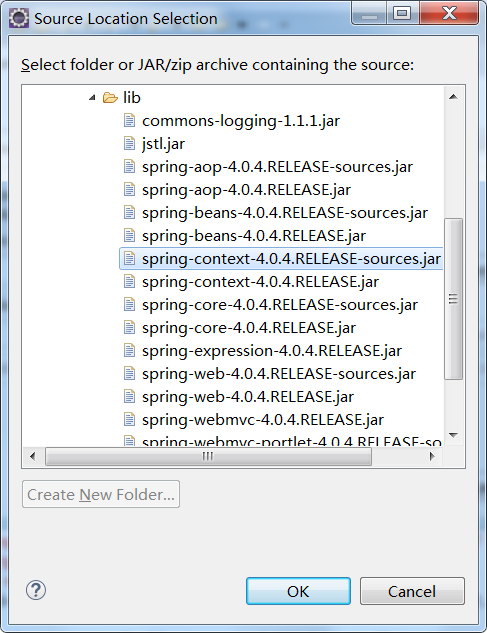 Source Location Selection
Select folder or JAR/zip archive containing the source:
lib
commons-logging-1.1.1.jar
jstl.jar
spring-aop-4.0.4.RELEASE-sources.jar
spring-aop-4.0.4.RELEASE.jar
spring-beans-4.0.4.RELEASE-sources.jar
spring-beans-4.0.4.RELEASE.jar
spring-context-4.0.4.RELEASE-sources.jar
spring-context-4.0.4.RELEASE.jar
spring-core-4.0.4.RELEASE-sources.jar
spring-core-4.0.4.RELEASE.jar
spring-expression-4.0.4.RELEASE.jar
spring-web-4.0.4.RELEASE-sources.jar
spring-web-4.0.4.RELEASE.jar
spring-webmvc-4.0.4.RELEASE.jar
spring-webmvc-portlet-4.0.4.RELEASE-so
Create New Folder...
?
OK Cancel